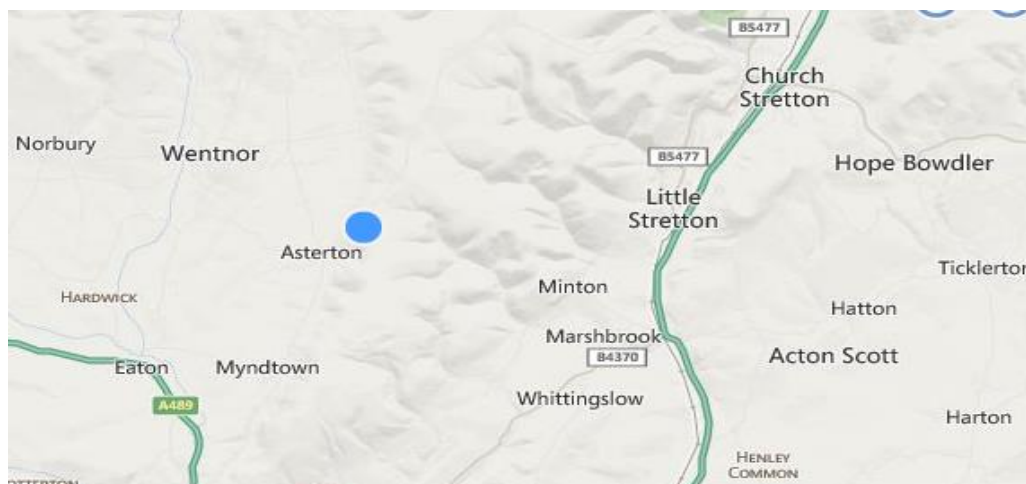 B5477
Church
Stretton
Norbury
Wentnor
B5477
Hope Bowdler
Little
Stretton
Asterton
Ticklerton
Minton
HARDWICK
Hatton
Marshbrook
B4370
Acton Scott
Eaton
Myndtown
Whittingslow
A489
Harton
HENLEY
COMMON